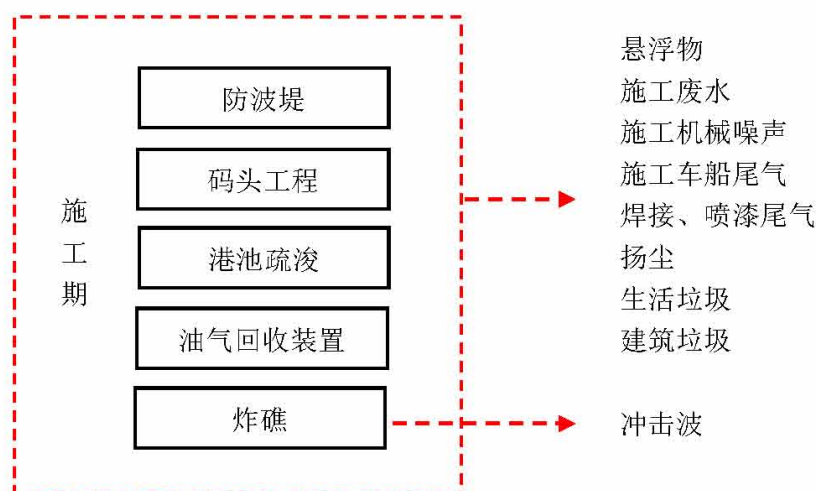 施工期
防波堤
码头工程
港池疏浚
油气回收装置
炸礁
悬浮物
施工废水
施工机械噪声
施工车船尾气
焊接、喷漆尾气
扬尘
生活垃圾
建筑垃圾
冲击波